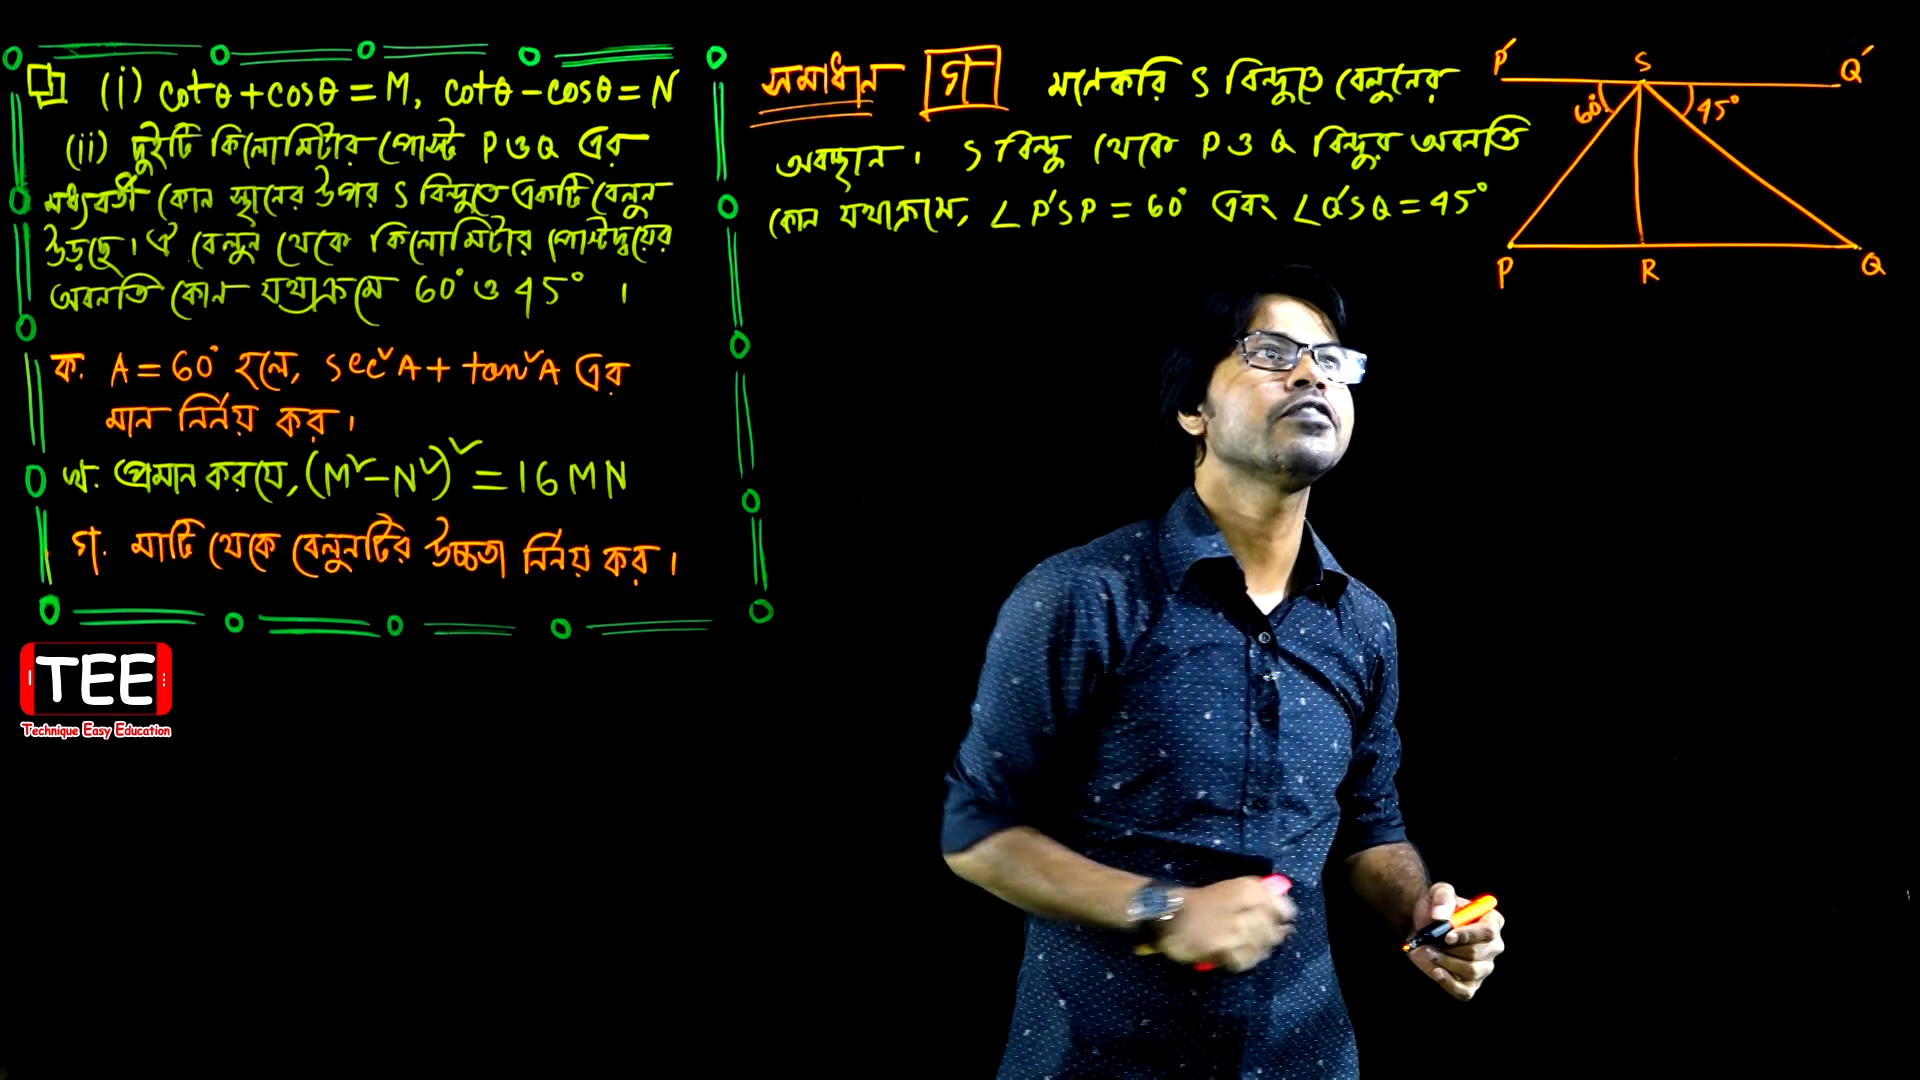 (i) cotθ + cosθ = M, cotθ - cosθ = N
(ii) দুইটি কিলোমিটার পোস্ট P ও Q এর
মধ্যবর্তী কোন স্থানের উপর S বিন্দুতে একটি বেলুন
উড়ছে। ঐ বেলুন থেকে কিলোমিটার পোস্টদ্বয়ের
অবনতি কোন যথাক্রমে 60° ও 45° ।
ক. A = 60° হলে, sec²A + tan²A এর
মান নির্নয় কর।
খ. প্রমান কর যে, (M² - N²)² = 16MN
গ. মাটি থেকে বেলুনটির উচ্চতা নির্নয় কর।
TEE
Technique Easy Education
সমাধান গ মনেকরি S বিন্দুতে বেলুনের
অবস্থান। S বিন্দু থেকে P ও Q বিন্দুর অবনতি
কোন যথাক্রমে, ∠P'SP = 60° এবং ∠Q'SQ = 45°
P' S Q'
60° 45°
P R Q